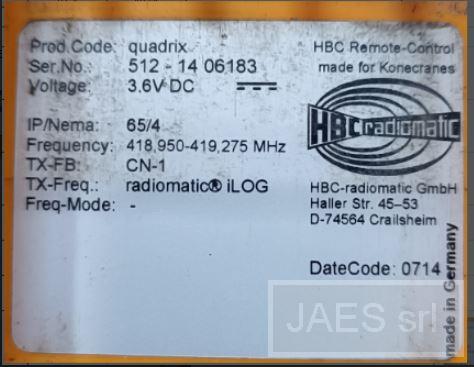 Prod.Code: quadrix
Ser.No.: 512 - 14 06183
Voltage: 3.6V DC
IP/Nema: 65/4
Frequency: 418,950-419,275 MHz
TX-FB: CN-1
TX-Freq.: radiomatic® iLOG
Freq-Mode: -
HBC Remote-Control
made for Konecranes
HBC radiomatic
HBC-radiomatic GmbH
Haller Str. 45–53
D-74564 Crailsheim
DateCode: 0714
made in Germany
JAES srl